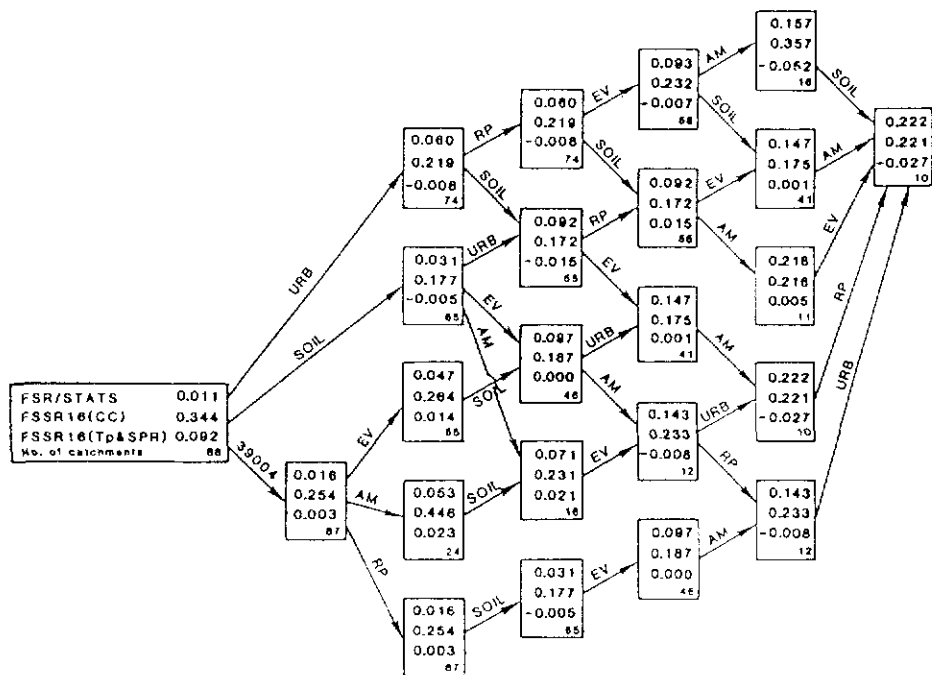 FSR/STATS 0.011
FSSR16(CC) 0.344
FSSR16(Tp&SPR) 0.092
No. of catchments 88
URB
SOIL
39004
0.016
0.254
0.003
87
EV
AM
RP
0.060
0.219
-0.008
74
0.031
0.177
-0.005
65
0.047
0.264
0.014
66
0.053
0.446
0.023
24
0.016
0.254
0.003
87
RP
SOIL
URB
EV
AM
SOIL
SOIL
SOIL
0.060
0.219
-0.008
74
0.092
0.172
-0.015
65
0.097
0.187
0.000
46
0.071
0.231
0.021
16
0.031
0.177
-0.005
65
EV
SOIL
RP
EV
URB
AM
EV
EV
0.093
0.232
-0.007
58
0.092
0.172
0.015
56
0.147
0.175
0.001
41
0.143
0.233
-0.008
12
0.097
0.187
0.000
46
AM
SOIL
EV
AM
AM
URB
RP
AM
0.157
0.357
-0.052
16
0.147
0.175
0.001
41
0.218
0.216
0.005
11
0.222
0.221
-0.027
10
0.143
0.233
-0.008
12
SOIL
AM
EV
RP
URB
0.222
0.221
-0.027
10